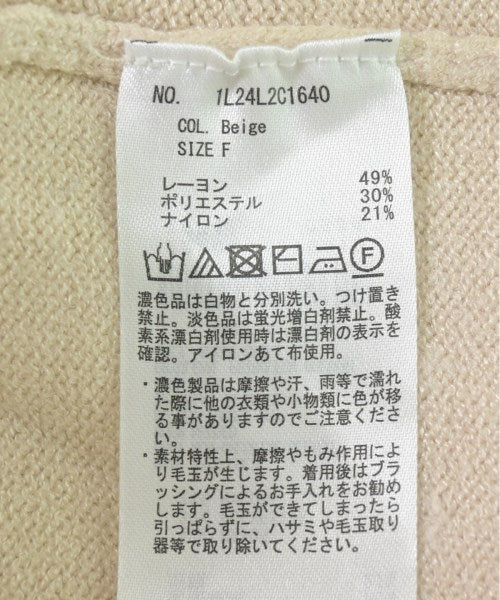 NO. 1L24L2C1640
COL. Beige
SIZE F
レーヨン 49%
ポリエステル 30%
ナイロン 21%
F
濃色品は白物と分別洗い。つけ置き
禁止。淡色品は蛍光増白剤禁止。酸
素系漂白剤使用時は漂白剤の表示を
確認。アイロンあて布使用。
・濃色製品は摩擦や汗、雨等で濡れ
た際に他の衣類や小物類に色が移
る事がありますのでご注意くださ
い。
・素材特性上、摩擦やもみ作用によ
り毛玉が生じます。着用後はブラ
ッシングによるお手入れをお勧め
します。毛玉ができてしまったら
引っぱらずに、ハサミや毛玉取り
器等で取り除いてください。